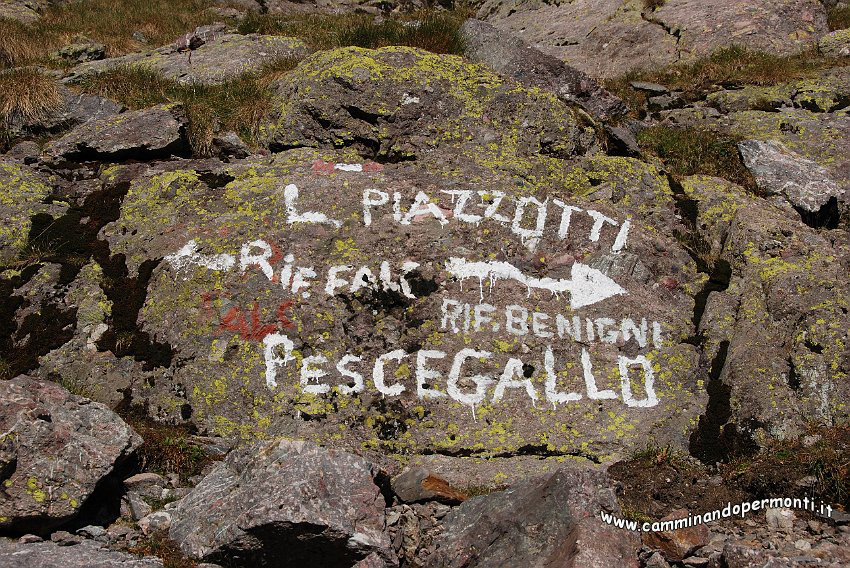 L. PIAZZOTTI
RIF. FALC
RIF. BENIGNI
PESCEGALLO
www.camminandopermonti.it